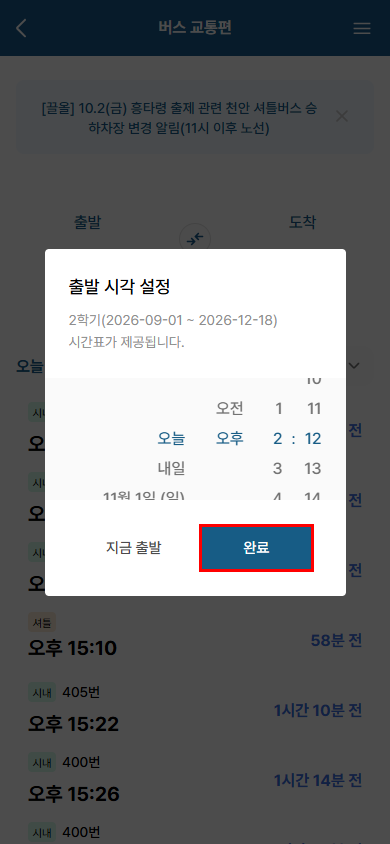 버스 교통편
[끌올] 10.2(금) 흥타령 출제 관련 천안 셔틀버스 승
하차장 변경 알림(11시 이후 노선)
출발
도착
출발 시각 설정
2학기(2026-09-01 ~ 2026-12-18)
시간표가 제공됩니다.
오늘
10
오전 1 11
오늘 오후 2 : 12
내일 3 13
11월 1일 (일) 4 14
전
전
전
지금 출발
완료
셔틀
오후 15:10
58분 전
시내 405번
오후 15:22
1시간 10분 전
시내 400번
오후 15:26
1시간 14분 전
시내 400번